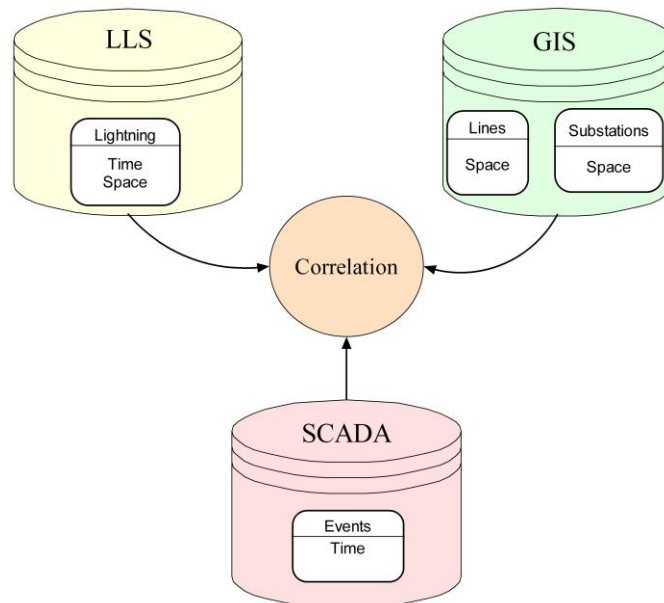 LLS
Lightning
Time
Space
GIS
Lines
Space
Substations
Space
Correlation
SCADA
Events
Time